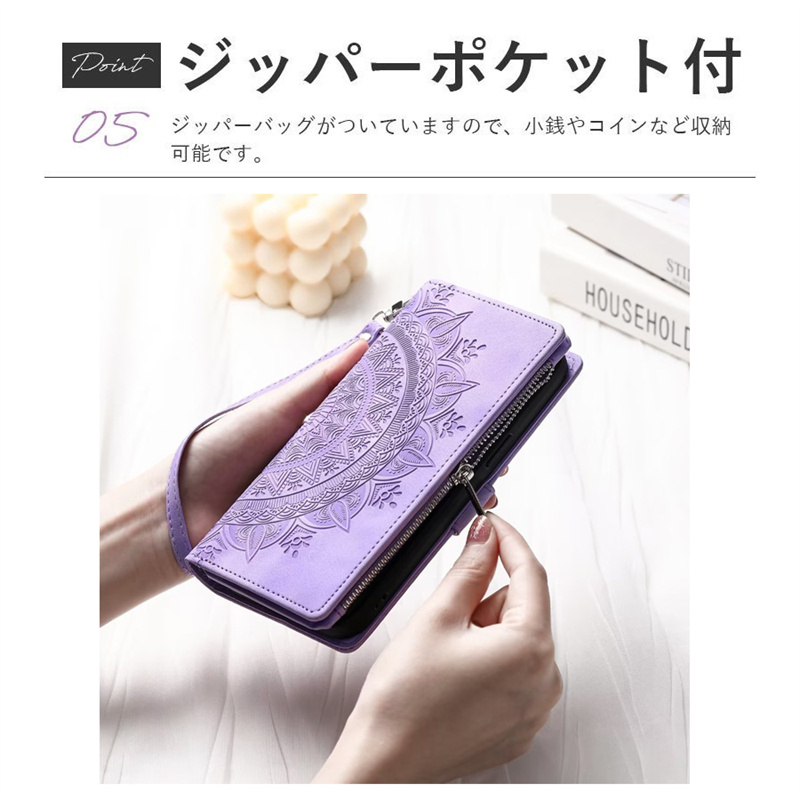 Point
ジッパーポケット付
05
ジッパーバッグがついていますので、小銭やコインなど収納
可能です。
HOUSEHOLD